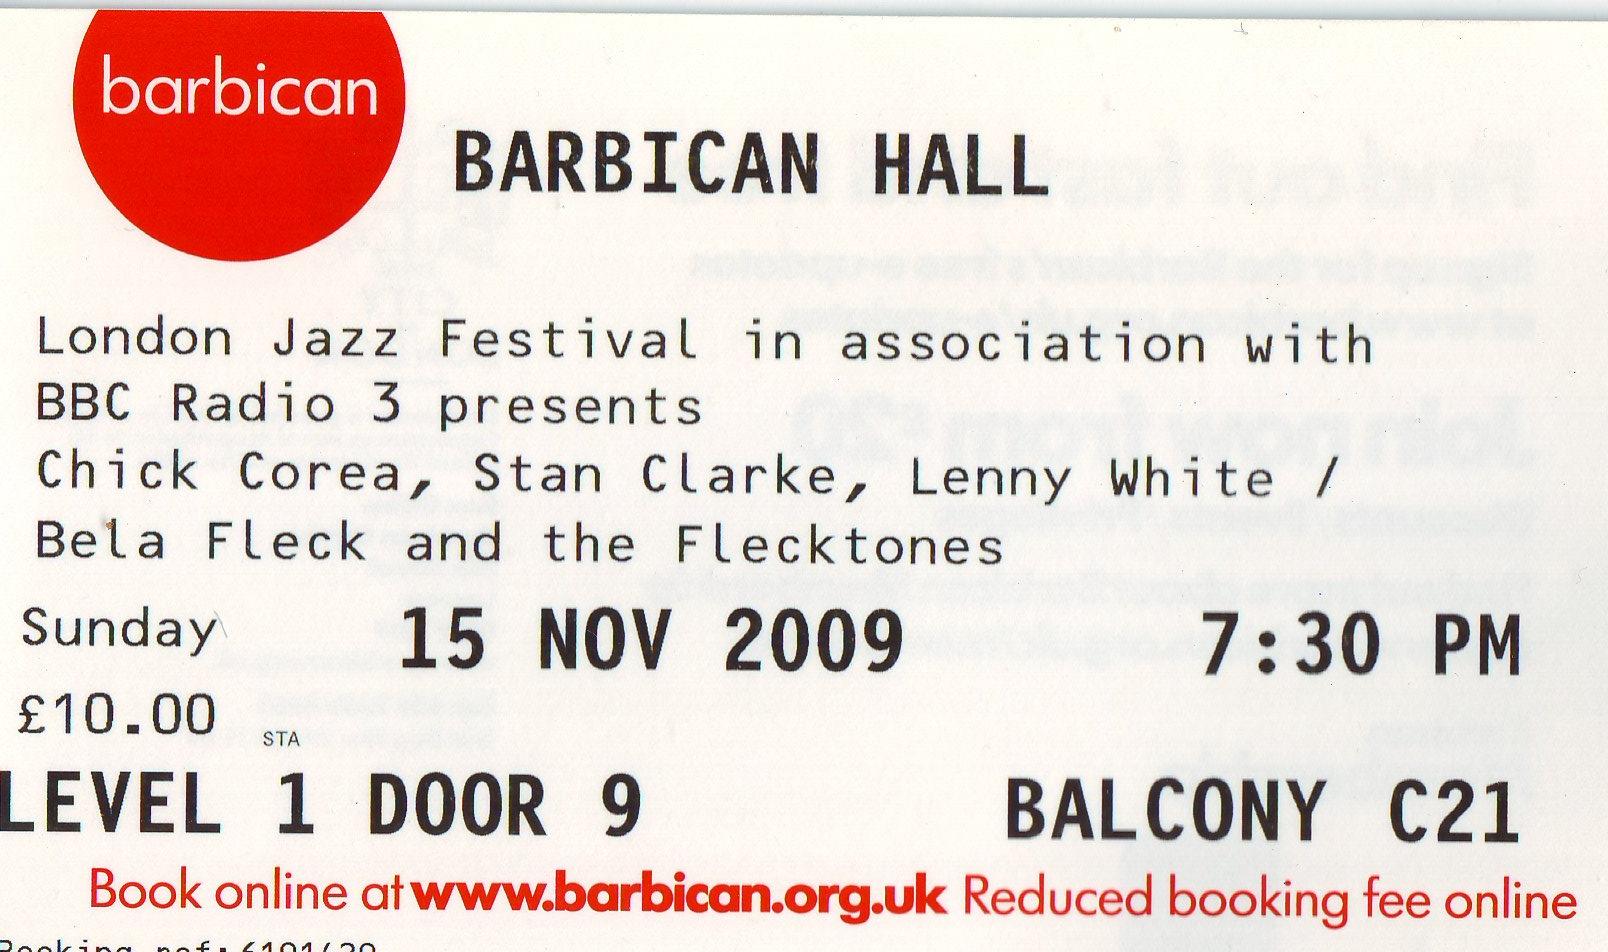 barbican
BARBICAN HALL
London Jazz Festival in association with
BBC Radio 3 presents
Chick Corea, Stan Clarke, Lenny White /
Bela Fleck and the Flecktones
Sunday 15 NOV 2009 7:30 PM
£10.00 STA
LEVEL 1 DOOR 9 BALCONY C21
Book online at www.barbican.org.uk Reduced booking fee online
Booking ref: